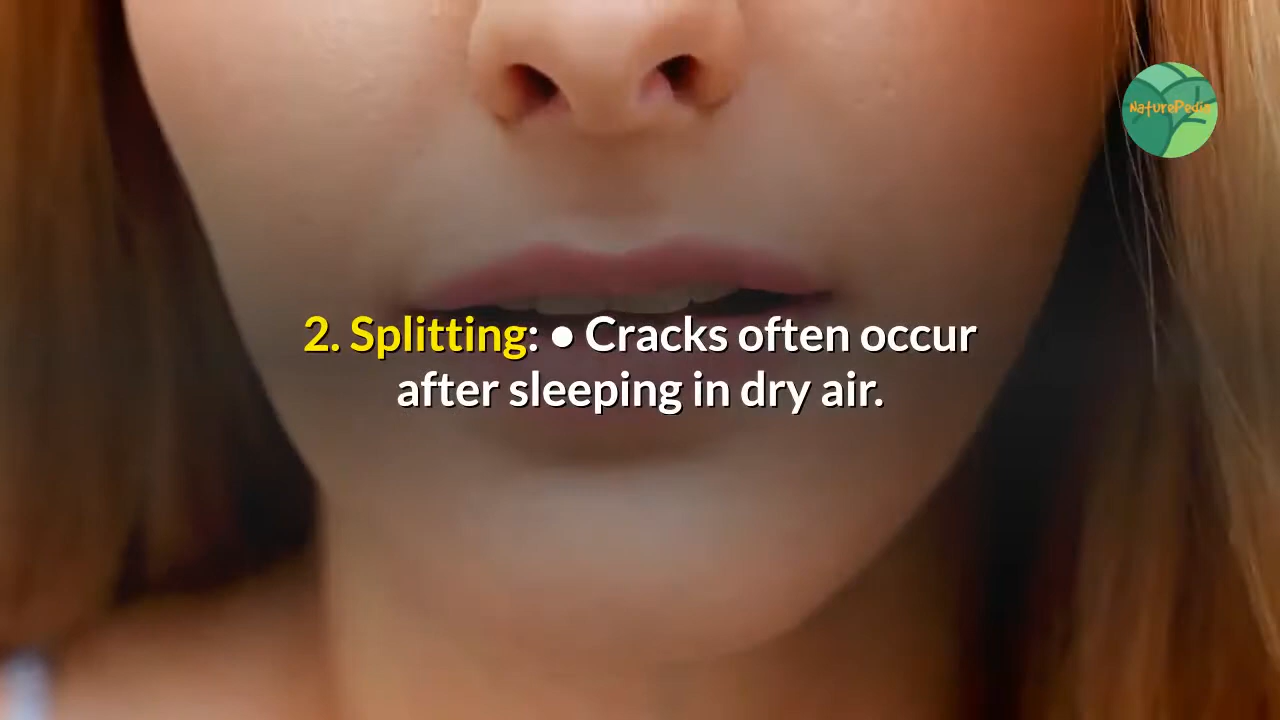 NaturePedia
2. Splitting: • Cracks often occur
after sleeping in dry air.